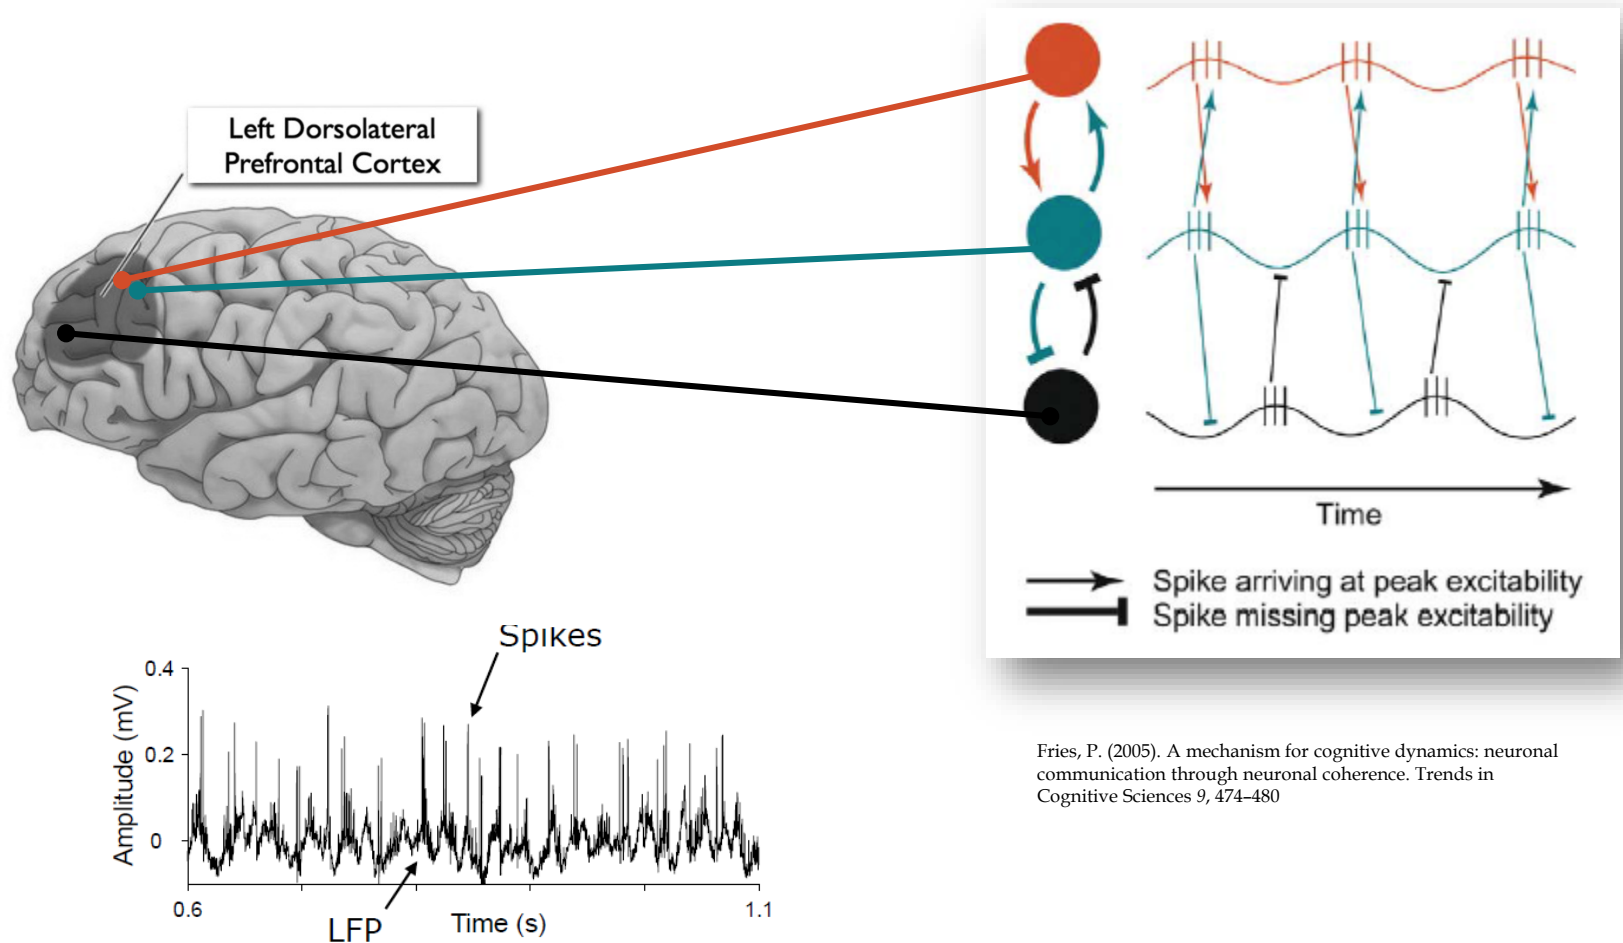 Left Dorsolateral
Prefrontal Cortex
Time
Spike arriving at peak excitability
Spike missing peak excitability
Spikes
0.4
0.2
0
Amplitude (mV)
0.6
1.1
Time (s)
LFP
Fries, P. (2005). A mechanism for cognitive dynamics: neuronal
communication through neuronal coherence. Trends in
Cognitive Sciences 9, 474–480